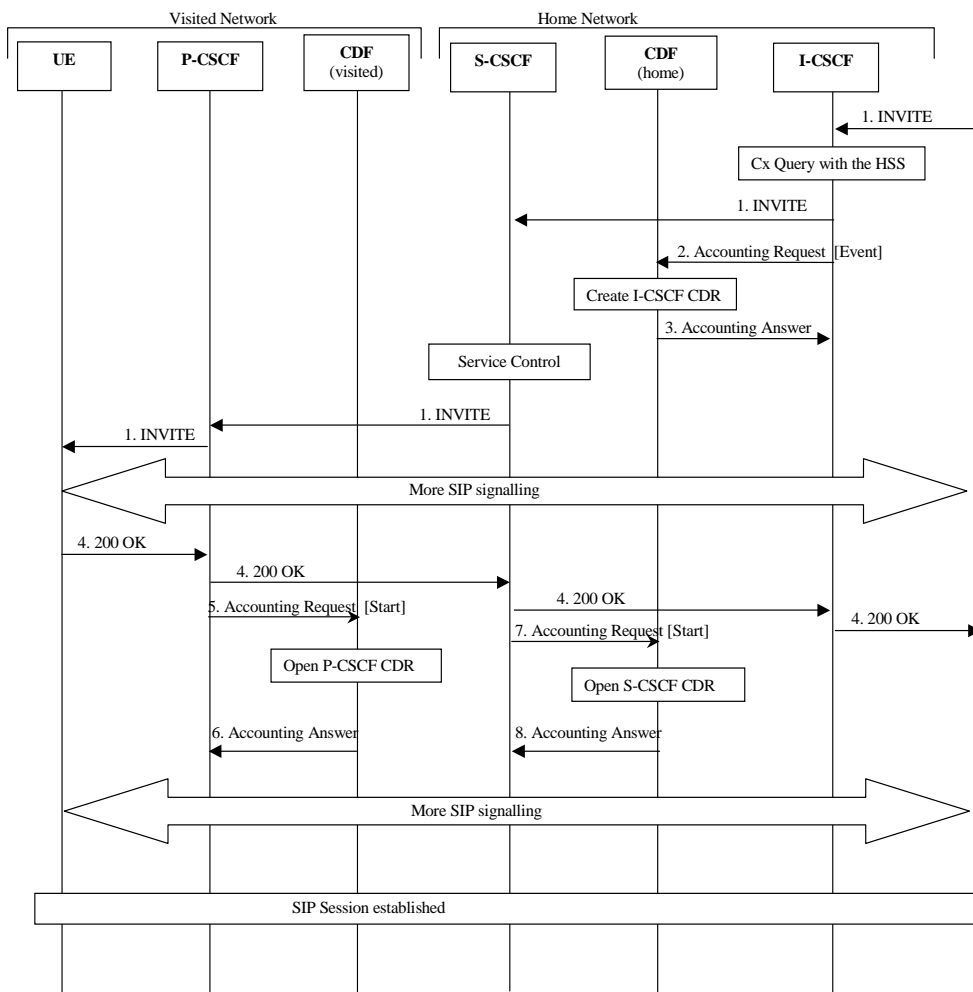 Visited Network
Home Network
UE
P-CSCF
CDF
(visited)
S-CSCF
CDF
(home)
I-CSCF
1. INVITE
Cx Query with the HSS
1. INVITE
2. Accounting Request [Event]
Create I-CSCF CDR
3. Accounting Answer
Service Control
1. INVITE
1. INVITE
More SIP signalling
4. 200 OK
4. 200 OK
5. Accounting Request [Start]
4. 200 OK
4. 200 OK
7. Accounting Request [Start]
Open P-CSCF CDR
Open S-CSCF CDR
6. Accounting Answer
8. Accounting Answer
More SIP signalling
SIP Session established